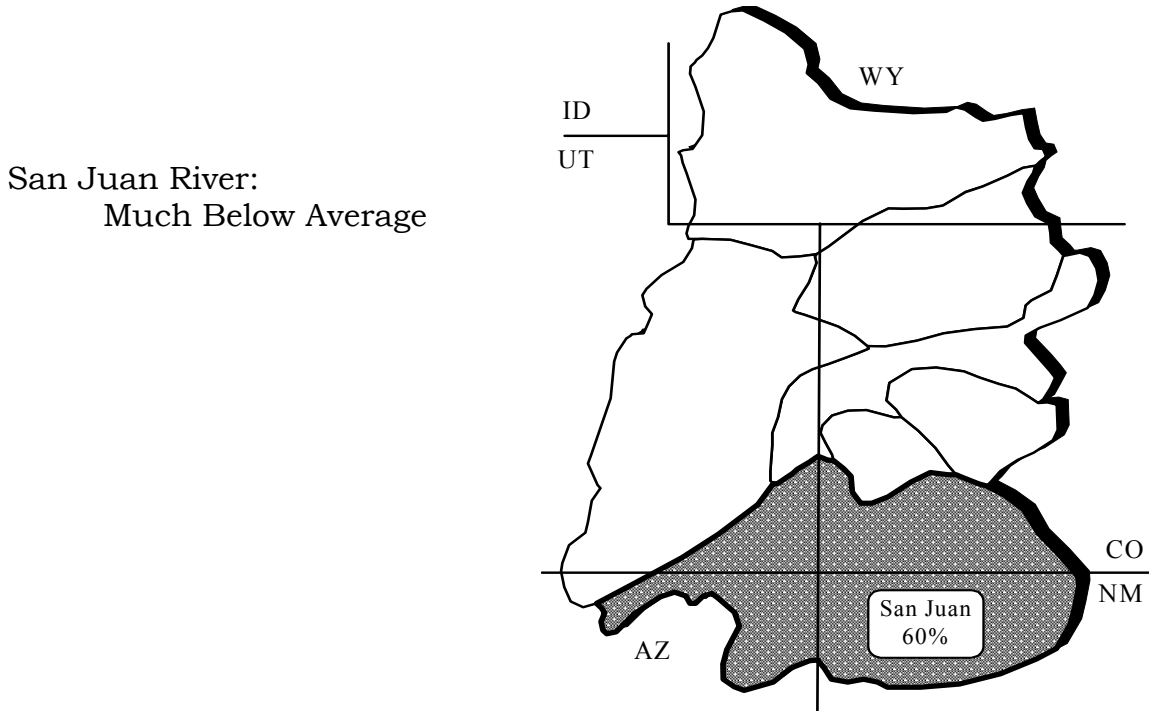 San Juan River:
Much Below Average
WY
ID
UT
CO
NM
San Juan
60%
AZ